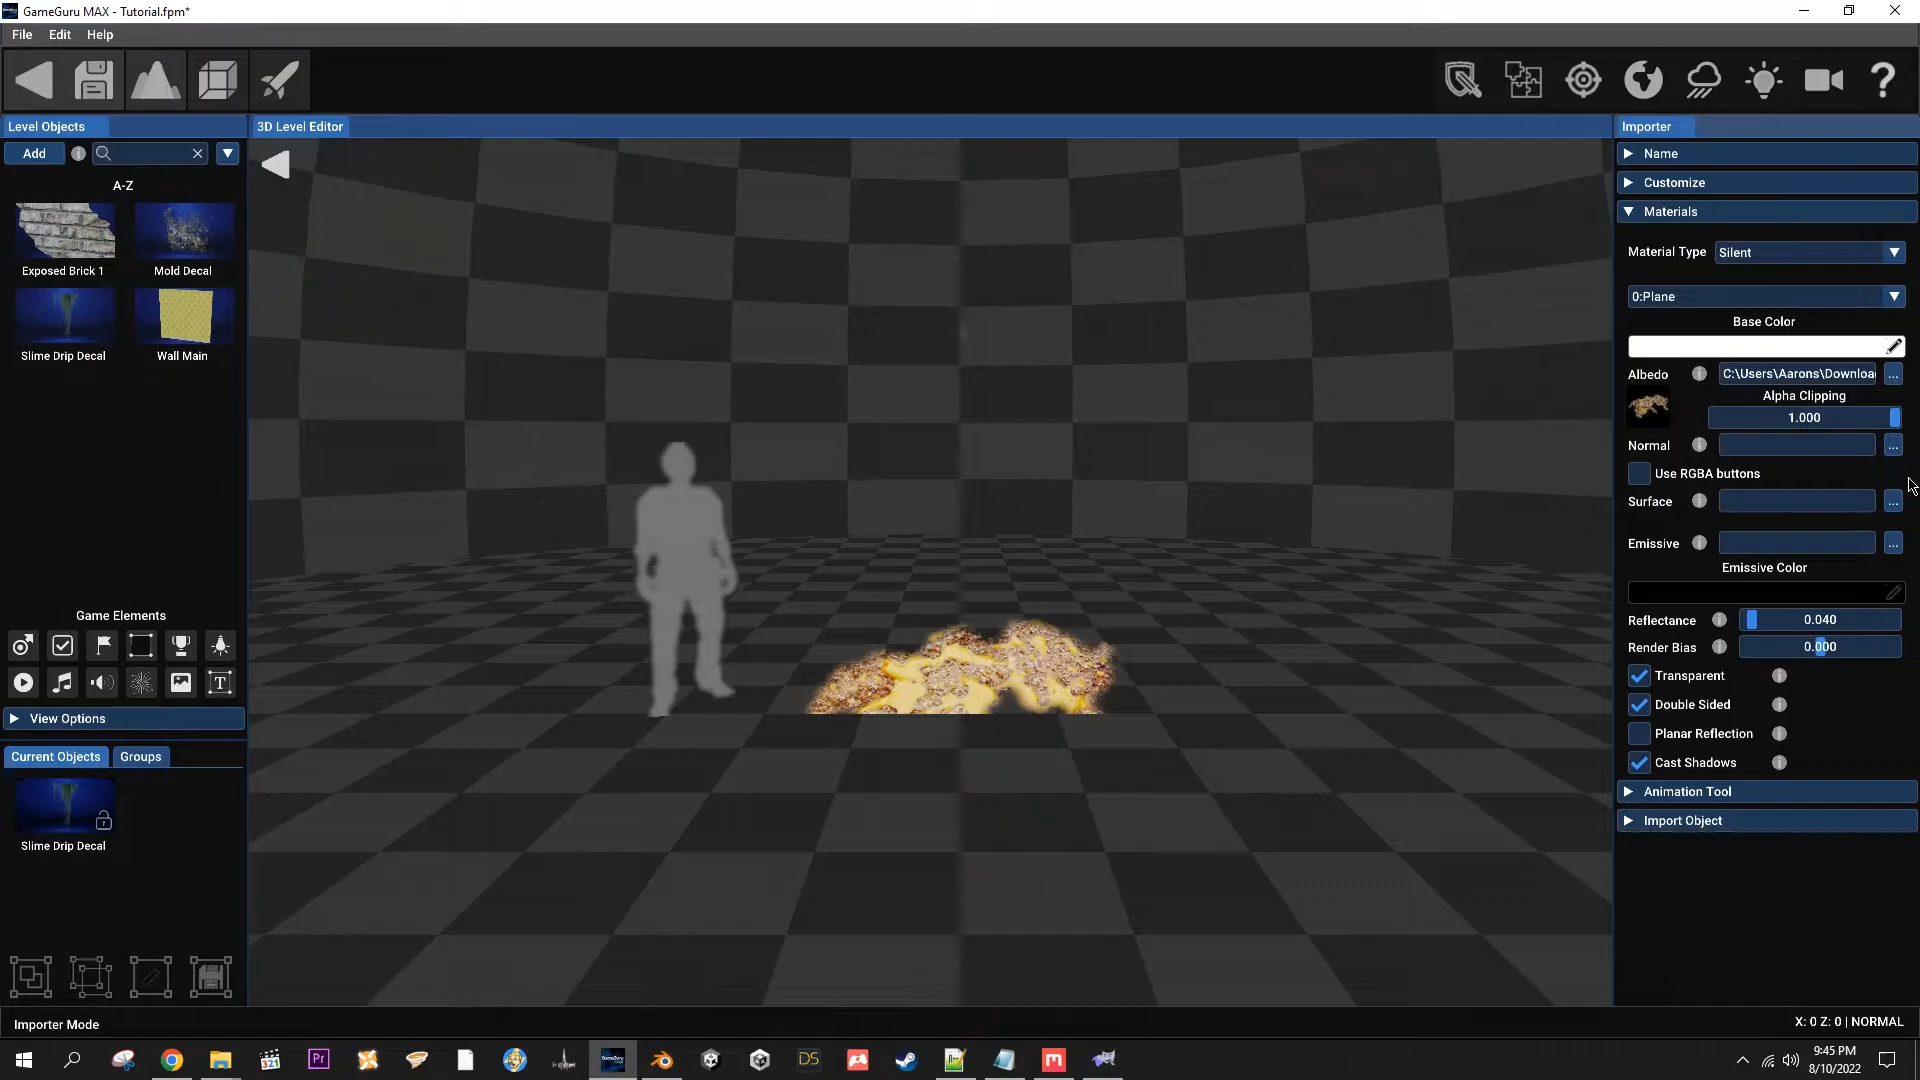 GameGuru MAX - Tutorial.fpm*
File Edit Help
Level Objects
Add
A-Z
Exposed Brick 1 Mold Decal
Slime Drip Decal Wall Main
Game Elements
View Options
Current Objects Groups
Slime Drip Decal
3D Level Editor
Importer
Name
Customize
Materials
Material Type Silent
0:Plane
Base Color
Albedo C:\Users\Aarons\Downloa ...
Alpha Clipping
1.000
Normal ...
Use RGBA buttons
Surface ...
Emissive ...
Emissive Color
Reflectance 0.040
Render Bias 0.000
Transparent
Double Sided
Planar Reflection
Cast Shadows
Animation Tool
Import Object
Importer Mode
X: 0 Z: 0 | NORMAL
321 Pr DS
9:45 PM
8/10/2022